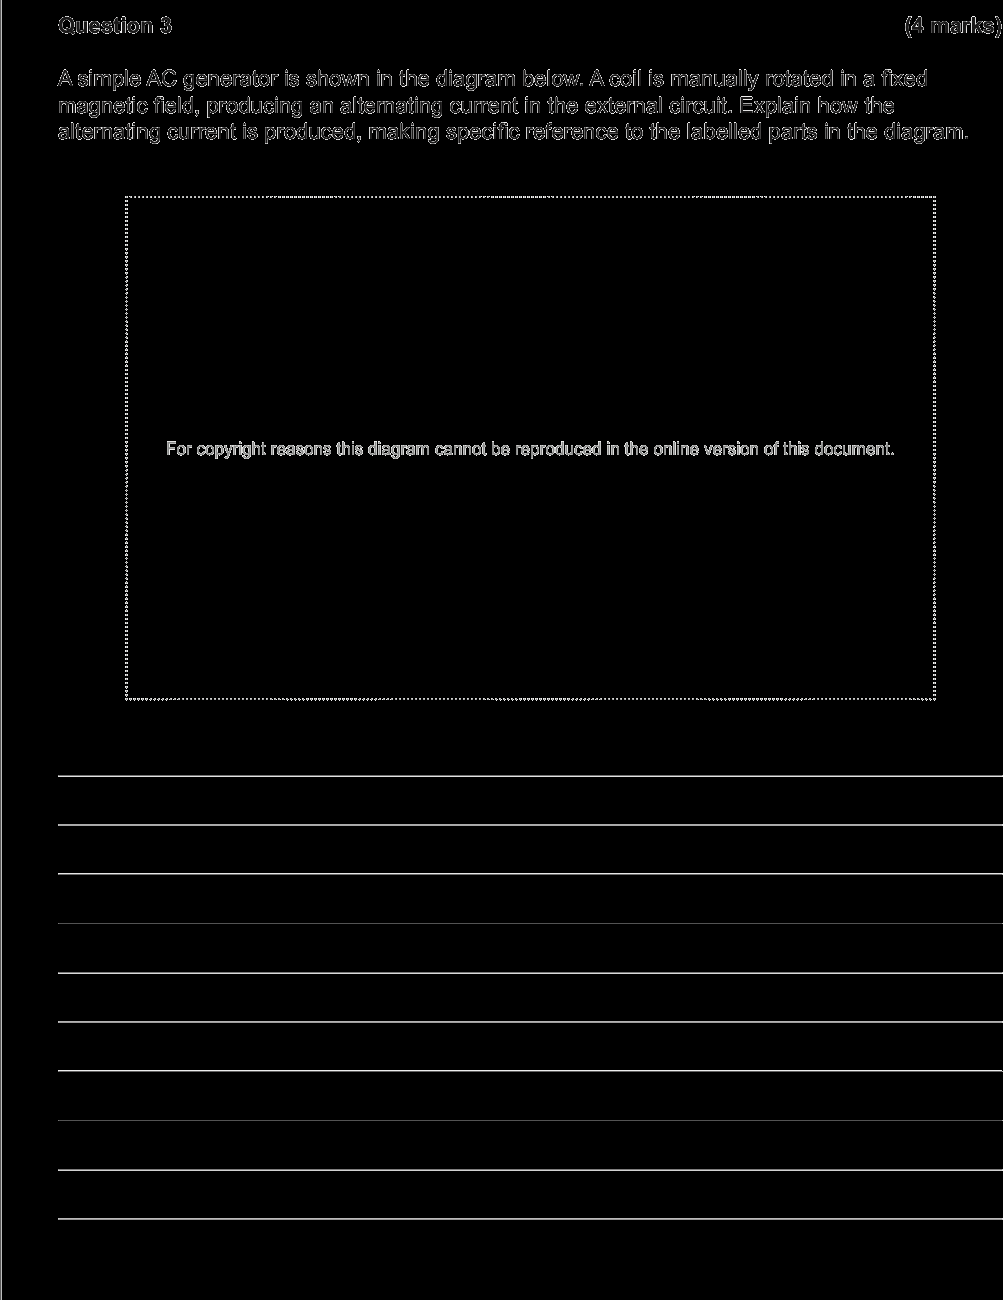 Question 3 (4 marks)
A simple AC generator is shown in the diagram below. A coil is manually rotated in a fixed
magnetic field, producing an alternating current in the external circuit. Explain how the
alternating current is produced, making specific reference to the labelled parts in the diagram.
For copyright reasons this diagram cannot be reproduced in the online version of this document.